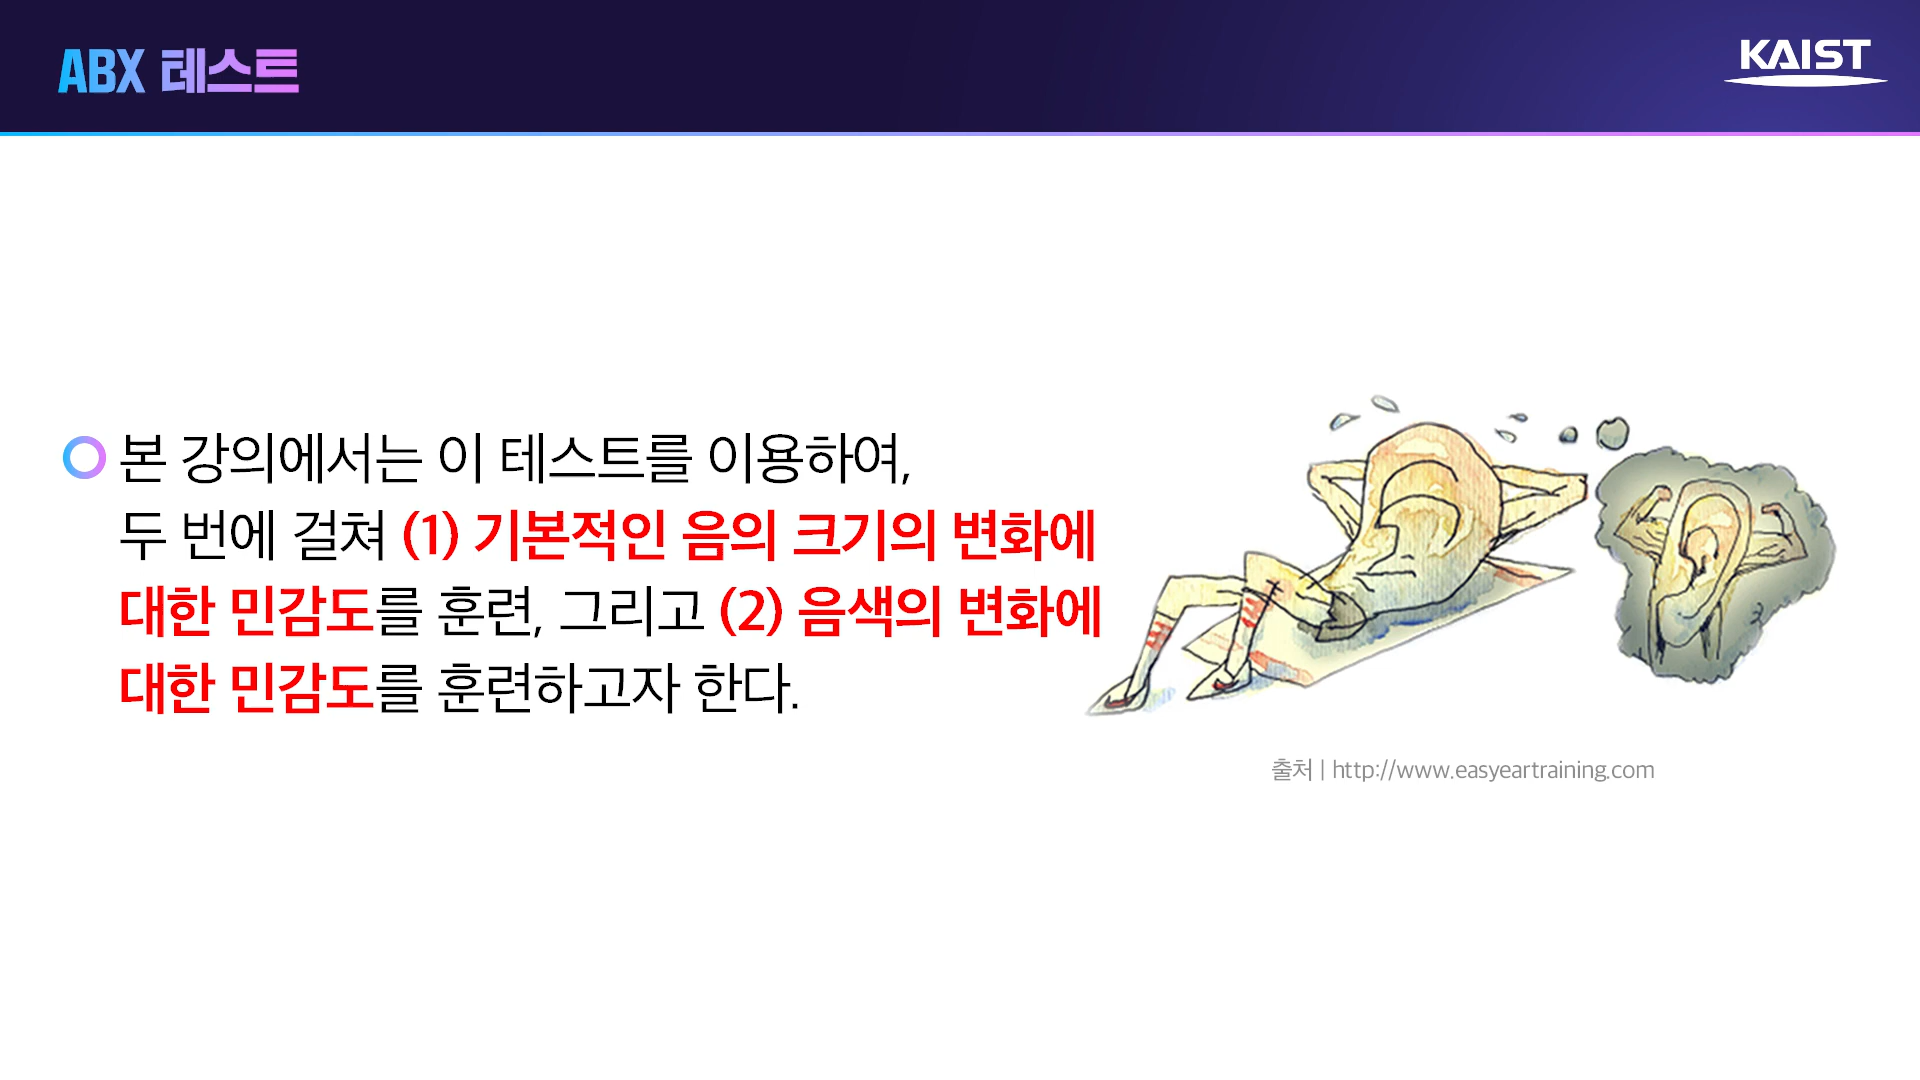 ABX 테스트
KAIST
본 강의에서는 이 테스트를 이용하여,
두 번에 걸쳐 (1) 기본적인 음의 크기의 변화에
대한 민감도를 훈련, 그리고 (2) 음색의 변화에
대한 민감도를 훈련하고자 한다.
출처 | http://www.easyeartraining.com